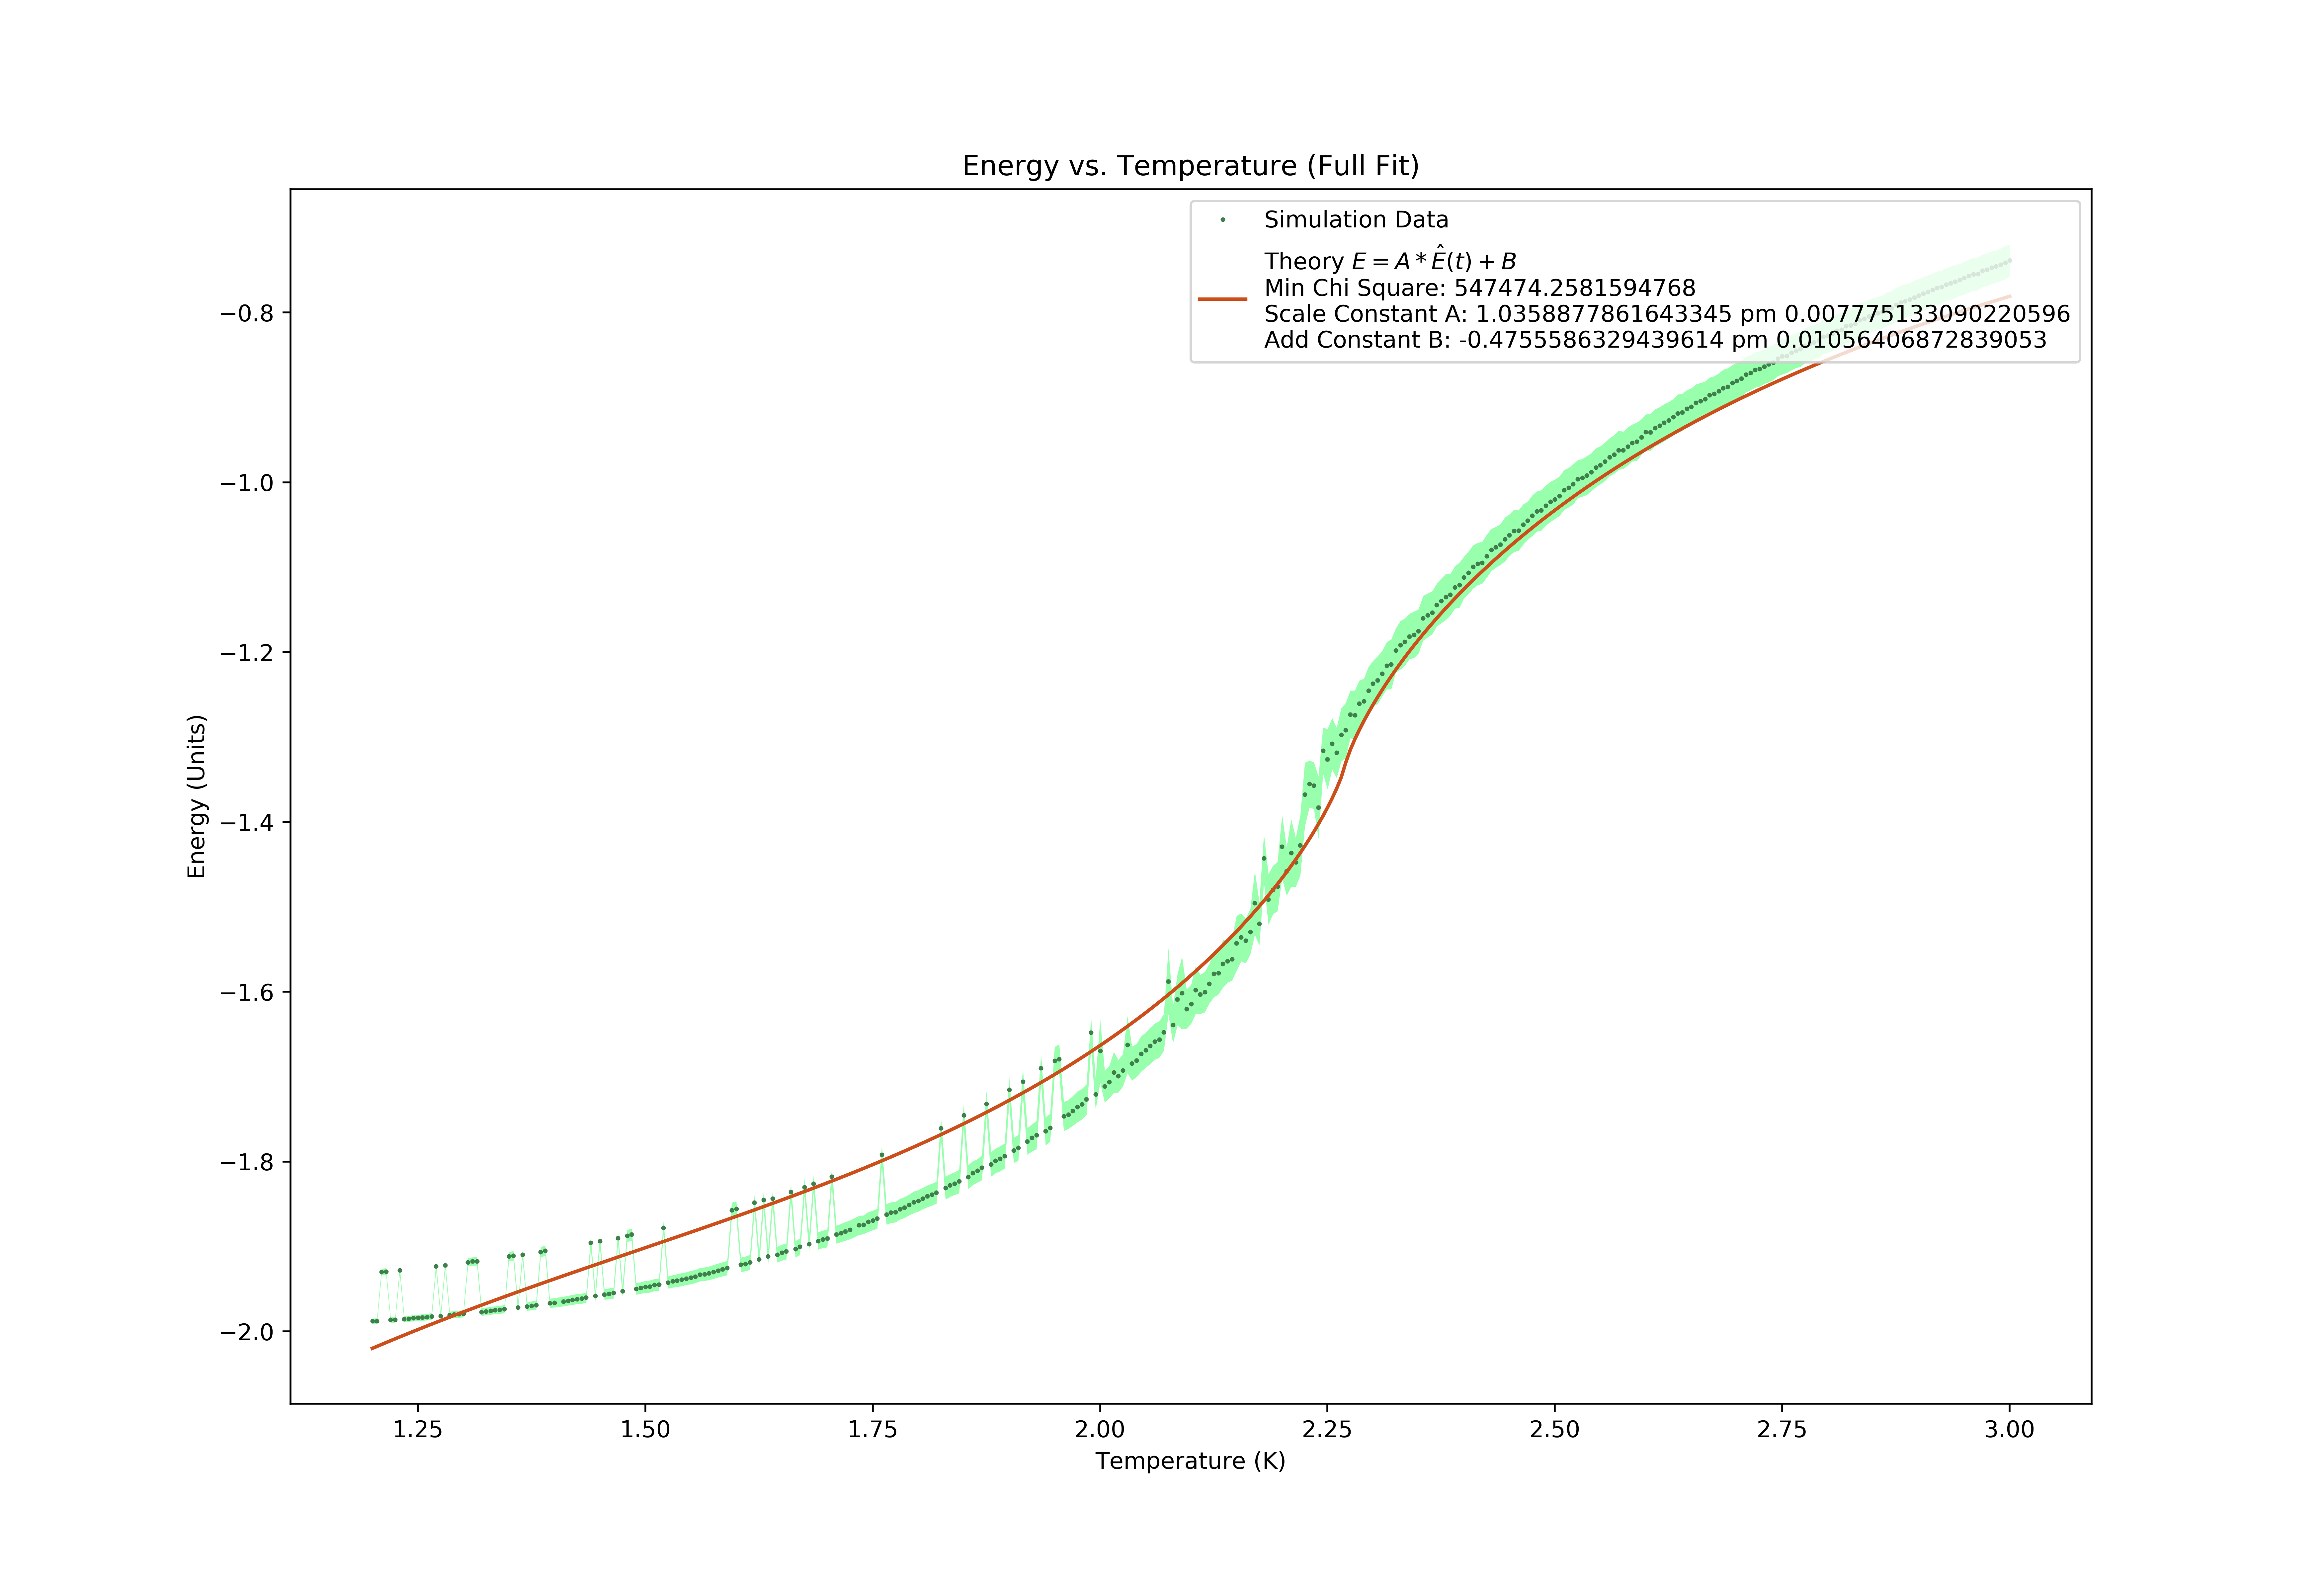 Energy vs. Temperature (Full Fit)
Simulation Data
Theory E = A * Ê(t) + B
Min Chi Square: 547474.2581594768
Scale Constant A: 1.0358877861643345 pm 0.007775133090220596
Add Constant B: -0.4755586329439614 pm 0.01056406872839053
−0.8
−1.0
−1.2
−1.4
−1.6
−1.8
−2.0
Energy (Units)
1.25 1.50 1.75 2.00 2.25 2.50 2.75 3.00
Temperature (K)